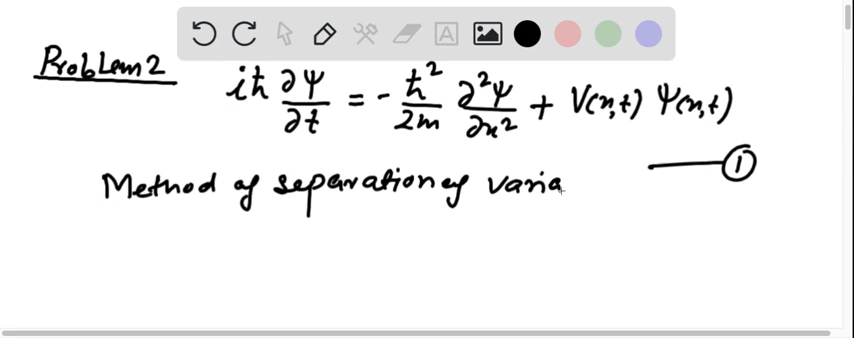 Problem 2
iℏ ∂Ψ/∂t = - ℏ²/2m ∂²Ψ/∂x² + V(x,t) Ψ(x,t)
①
Method of separation of varia
A